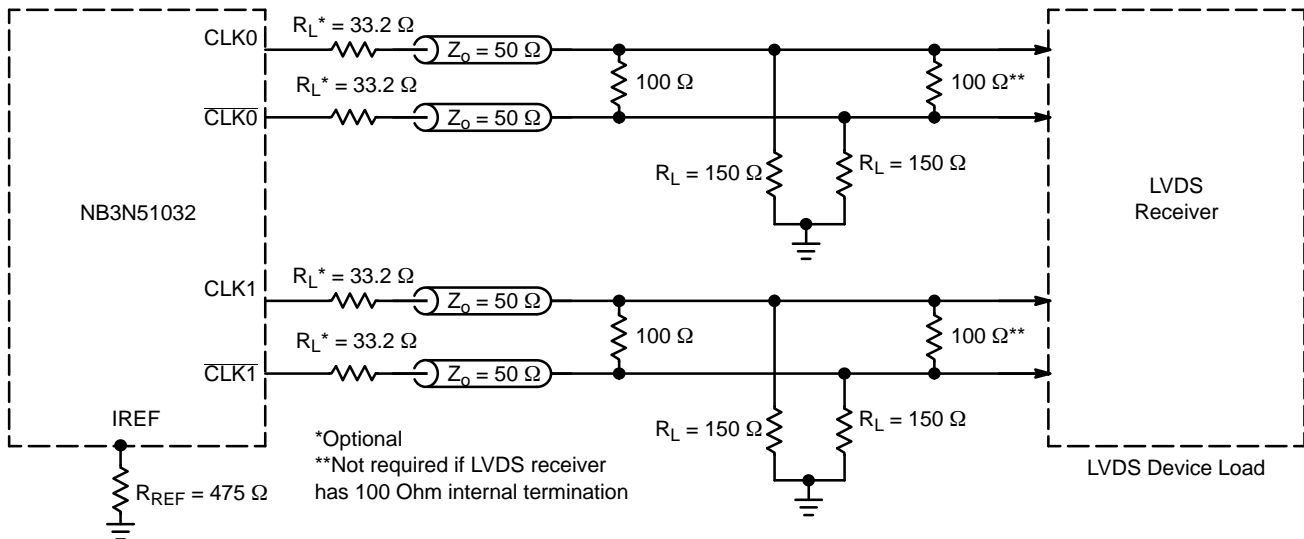 CLK0
R_L* = 33.2 Ω
Z_o = 50 Ω
R_L* = 33.2 Ω
100 Ω
100 Ω**
C̅L̅K̅0̅
Z_o = 50 Ω
R_L = 150 Ω
R_L = 150 Ω
NB3N51032
LVDS
Receiver
CLK1
R_L* = 33.2 Ω
Z_o = 50 Ω
R_L* = 33.2 Ω
100 Ω
100 Ω**
C̅L̅K̅1̅
Z_o = 50 Ω
IREF
R_L = 150 Ω
R_L = 150 Ω
*Optional
**Not required if LVDS receiver
has 100 Ohm internal termination
LVDS Device Load
R_REF = 475 Ω